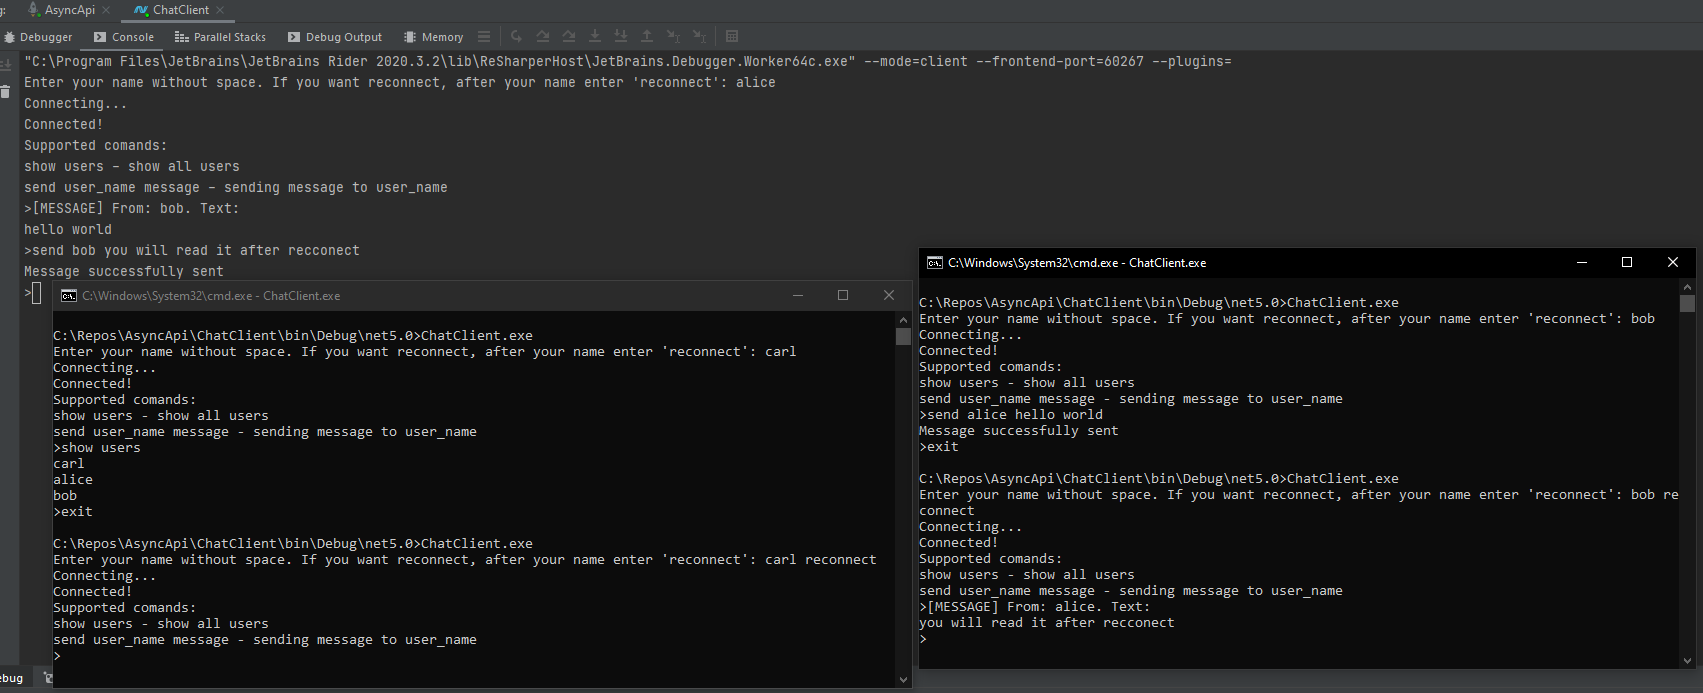 g: AsyncApi ChatClient
Debugger Console Parallel Stacks Debug Output Memory
"C:\Program Files\JetBrains\JetBrains Rider 2020.3.2\lib\ReSharperHost\JetBrains.Debugger.Worker64c.exe" --mode=client --frontend-port=60267 --plugins=
Enter your name without space. If you want reconnect, after your name enter 'reconnect': alice
Connecting...
Connected!
Supported comands:
show users - show all users
send user_name message - sending message to user_name
>[MESSAGE] From: bob. Text:
hello world
>send bob you will read it after recconect
Message successfully sent
>
C:\Windows\System32\cmd.exe - ChatClient.exe
C:\Repos\AsyncApi\ChatClient\bin\Debug\net5.0>ChatClient.exe
Enter your name without space. If you want reconnect, after your name enter 'reconnect': carl
Connecting...
Connected!
Supported comands:
show users - show all users
send user_name message - sending message to user_name
>show users
carl
alice
bob
>exit
C:\Repos\AsyncApi\ChatClient\bin\Debug\net5.0>ChatClient.exe
Enter your name without space. If you want reconnect, after your name enter 'reconnect': carl reconnect
Connecting...
Connected!
Supported comands:
show users - show all users
send user_name message - sending message to user_name
>
C:\Windows\System32\cmd.exe - ChatClient.exe
C:\Repos\AsyncApi\ChatClient\bin\Debug\net5.0>ChatClient.exe
Enter your name without space. If you want reconnect, after your name enter 'reconnect': bob
Connecting...
Connected!
Supported comands:
show users - show all users
send user_name message - sending message to user_name
>send alice hello world
Message successfully sent
>exit
C:\Repos\AsyncApi\ChatClient\bin\Debug\net5.0>ChatClient.exe
Enter your name without space. If you want reconnect, after your name enter 'reconnect': bob re
connect
Connecting...
Connected!
Supported comands:
show users - show all users
send user_name message - sending message to user_name
>[MESSAGE] From: alice. Text:
you will read it after recconect
>
ebug